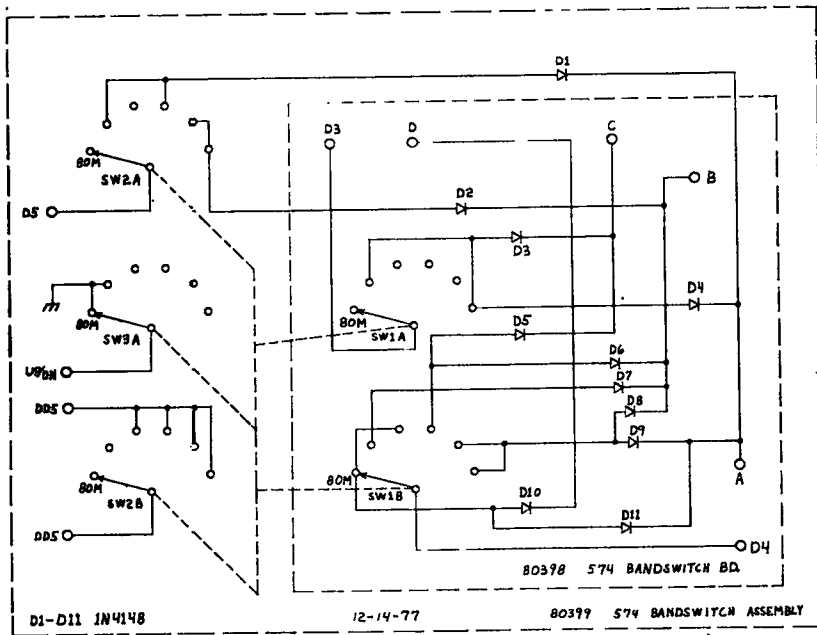 D1
D3
D
C
80M
SW2A
B
D5
D2
D3
D4
80M
SW3A
80M
SW1A
D5
D6
D7
D8
D9
DD5
80M
SW2B
80M
SW1B
D10
D11
A
DD5
D4
80398 574 BANDSWITCH BD.
D1-D11 1N4148
12-14-77
80399 574 BANDSWITCH ASSEMBLY